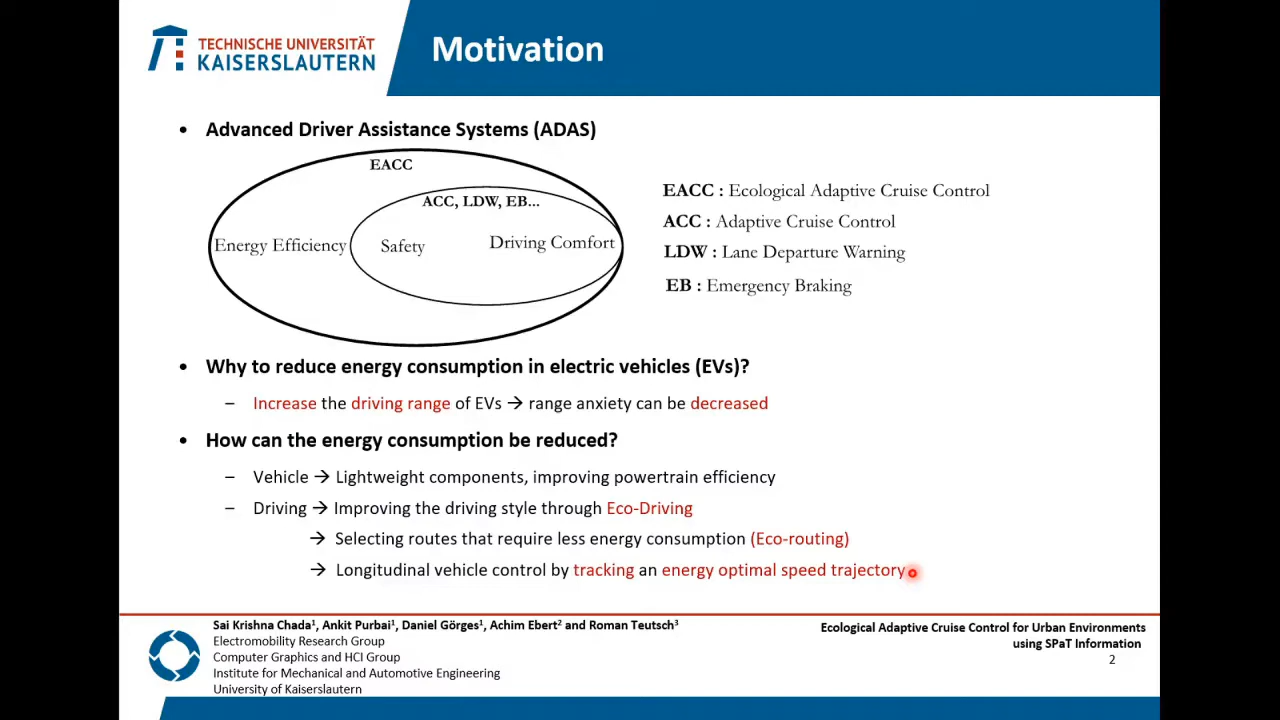 TECHNISCHE UNIVERSITÄT
KAISERSLAUTERN
Motivation
• Advanced Driver Assistance Systems (ADAS)
EACC
ACC, LDW, EB...
Energy Efficiency
Safety
Driving Comfort
EACC : Ecological Adaptive Cruise Control
ACC : Adaptive Cruise Control
LDW : Lane Departure Warning
EB : Emergency Braking
• Why to reduce energy consumption in electric vehicles (EVs)?
– Increase the driving range of EVs → range anxiety can be decreased
• How can the energy consumption be reduced?
– Vehicle → Lightweight components, improving powertrain efficiency
– Driving → Improving the driving style through Eco-Driving
→ Selecting routes that require less energy consumption (Eco-routing)
→ Longitudinal vehicle control by tracking an energy optimal speed trajectory
Sai Krishna Chada¹, Ankit Purbai¹, Daniel Görges¹, Achim Ebert² and Roman Teutsch³
Electromobility Research Group
Computer Graphics and HCI Group
Institute for Mechanical and Automotive Engineering
University of Kaiserslautern
Ecological Adaptive Cruise Control for Urban Environments
using SPaT Information
2